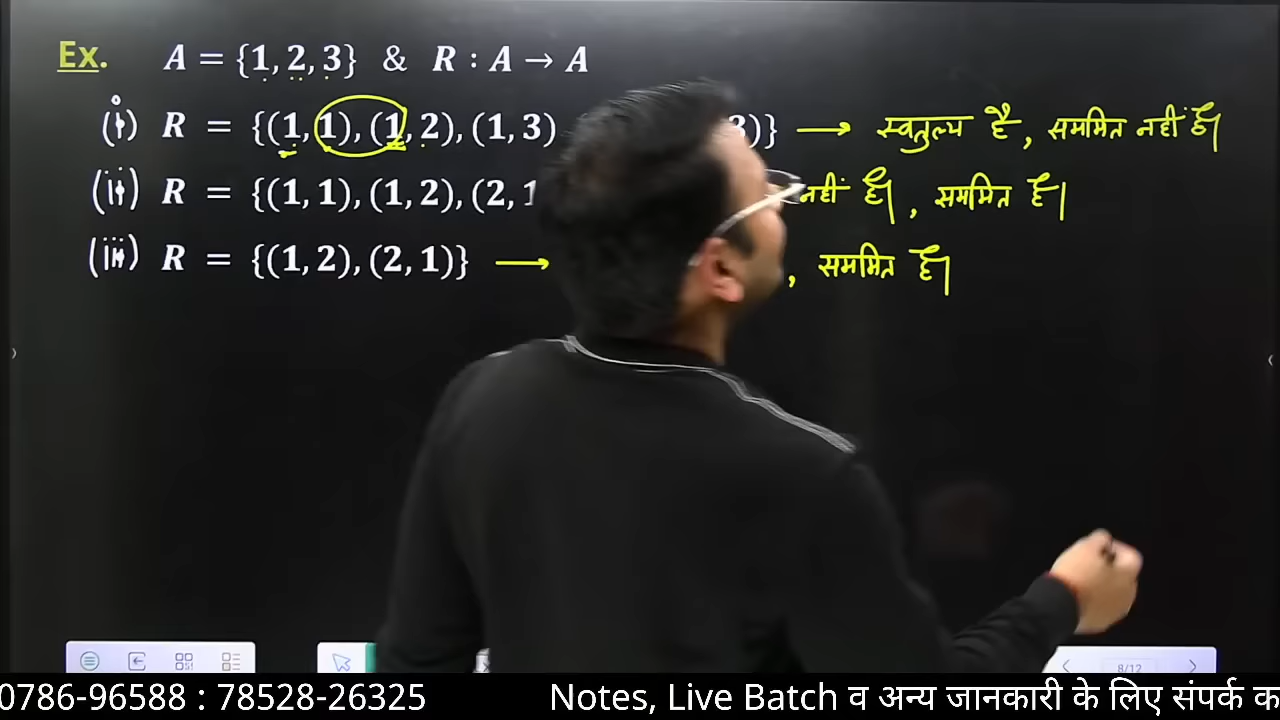 Ex. A = {1, 2, 3} & R : A → A
(i) R = {(1, 1), (1, 2), (1, 3) 3)} → स्वतुल्य है, सममित नहीं है।
(ii) R = {(1, 1), (1, 2), (2, 1 नहीं है।, सममित है।
(iii) R = {(1, 2), (2, 1)} → , सममित है।
8/12
0786-96588 : 78528-26325 Notes, Live Batch व अन्य जानकारी के लिए संपर्क क